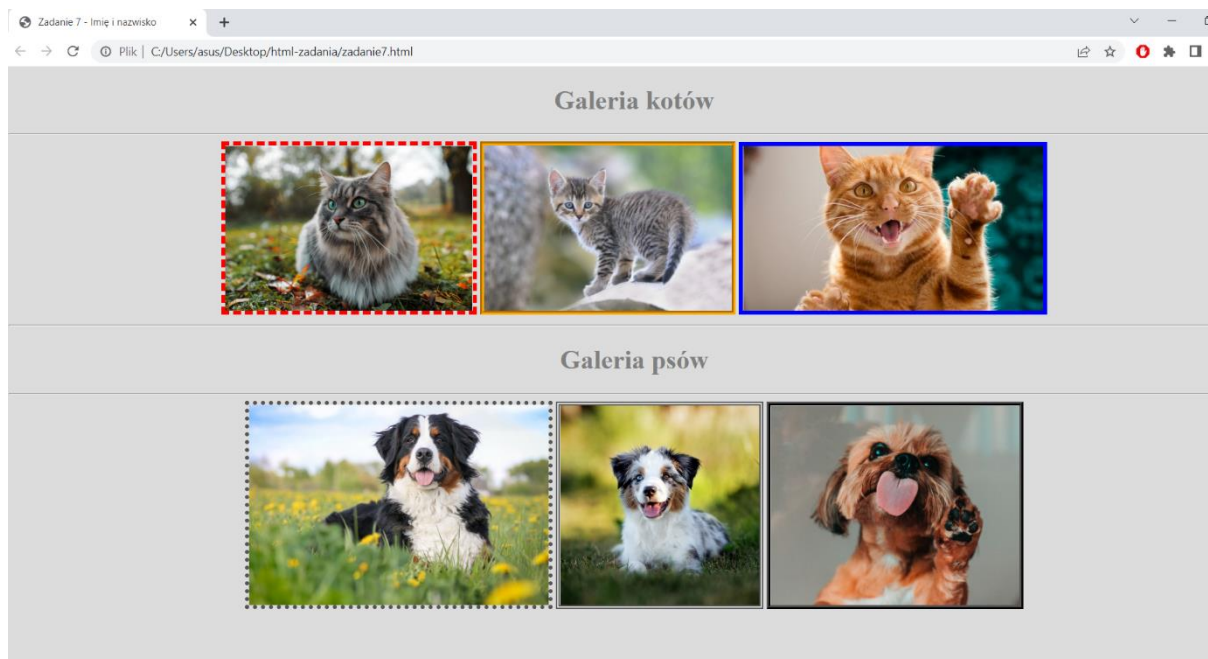 Zadanie 7 - Imię i nazwisko
Plik | C:/Users/asus/Desktop/html-zadania/zadanie7.html
Galeria kotów
Galeria psów